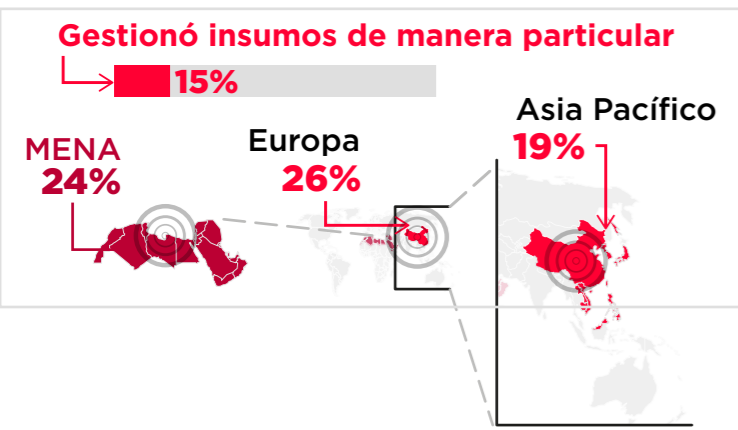 Gestionó insumos de manera particular
15%
Asia Pacífico
19%
Europa
26%
MENA
24%